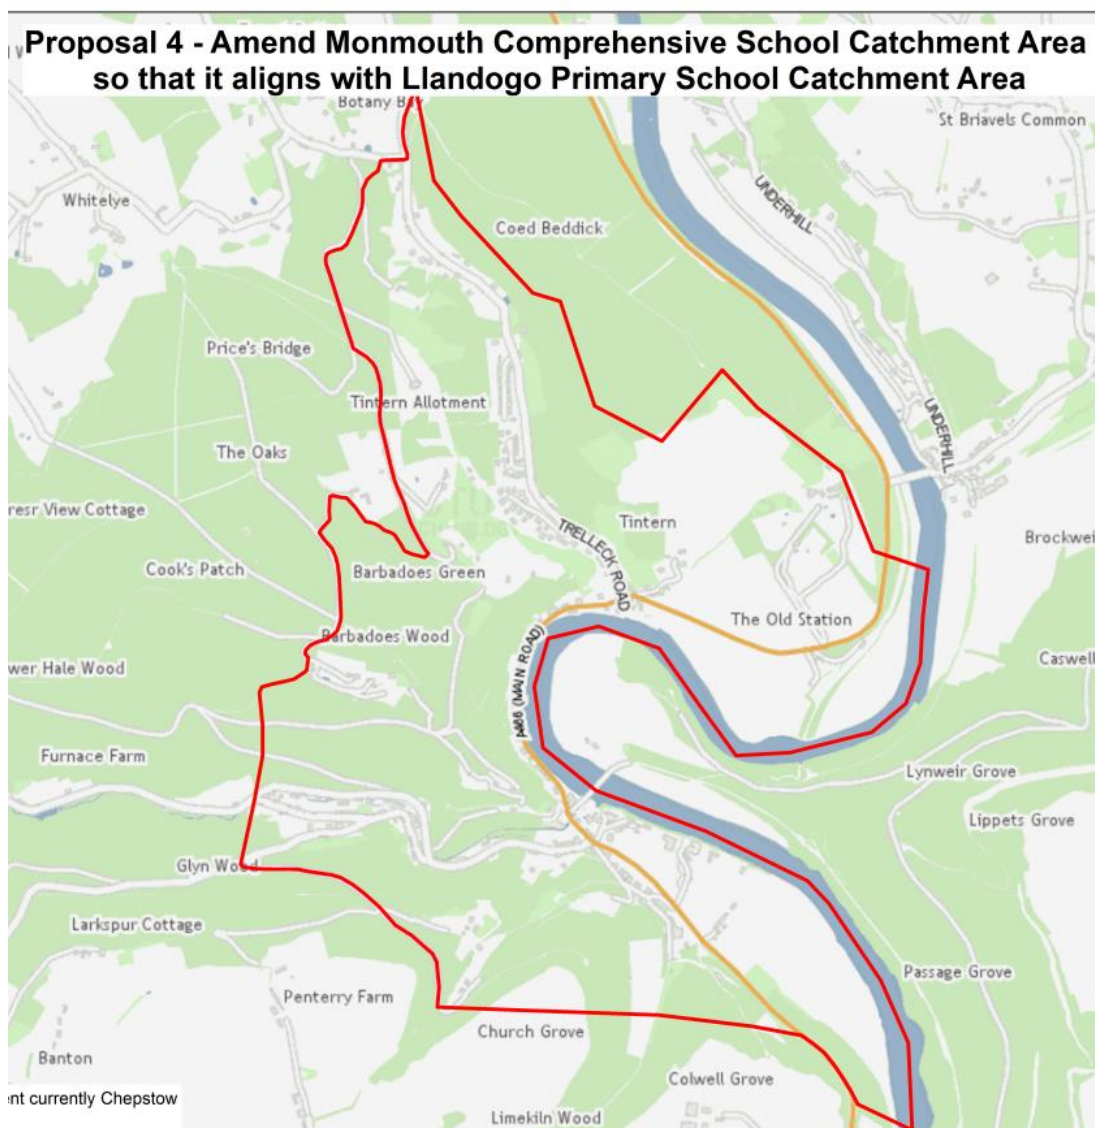 Proposal 4 - Amend Monmouth Comprehensive School Catchment Area
so that it aligns with Llandogo Primary School Catchment Area
Botany Bay
St Briavels Common
UNDERHILL
Whitelye
Coed Beddick
Price's Bridge
Tintern Allotment
UNDERHILL
The Oaks
View Cottage
Tintern
TRELLECK ROAD
Cook's Patch
Barbadoes Green
The Old Station
Barbadoes Wood
A466 (MAIN ROAD)
Hale Wood
Furnace Farm
Lynweir Grove
Lippets Grove
Glyn Wood
Larkspur Cottage
Passage Grove
Penterry Farm
Church Grove
Banton
Colwell Grove
currently Chepstow
Limekiln Wood